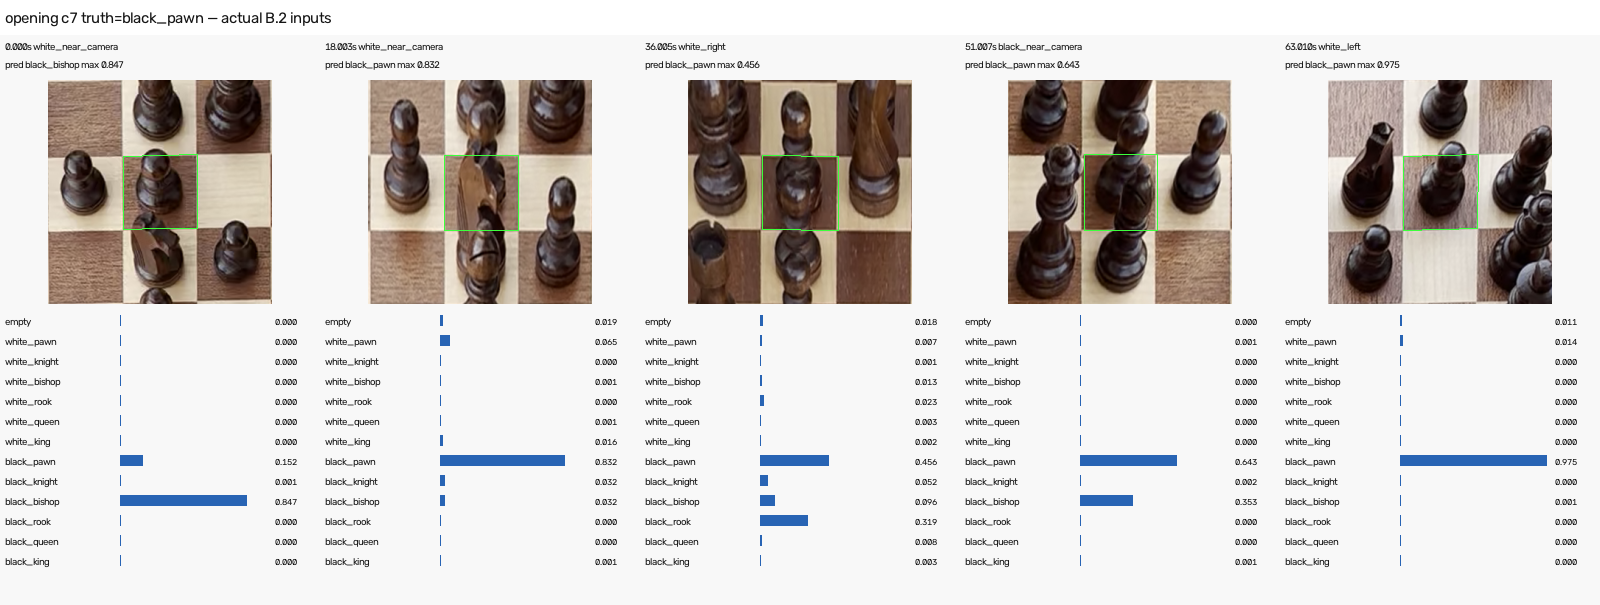 opening c7 truth=black_pawn — actual B.2 inputs
0.000s white_near_camera
pred black_bishop max 0.847
empty 0.000
white_pawn 0.000
white_knight 0.000
white_bishop 0.000
white_rook 0.000
white_queen 0.000
white_king 0.000
black_pawn 0.152
black_knight 0.001
black_bishop 0.847
black_rook 0.000
black_queen 0.000
black_king 0.000
18.003s white_near_camera
pred black_pawn max 0.832
empty 0.019
white_pawn 0.065
white_knight 0.000
white_bishop 0.001
white_rook 0.000
white_queen 0.001
white_king 0.016
black_pawn 0.832
black_knight 0.032
black_bishop 0.032
black_rook 0.000
black_queen 0.000
black_king 0.001
36.005s white_right
pred black_pawn max 0.456
empty 0.018
white_pawn 0.007
white_knight 0.001
white_bishop 0.013
white_rook 0.023
white_queen 0.003
white_king 0.002
black_pawn 0.456
black_knight 0.052
black_bishop 0.096
black_rook 0.319
black_queen 0.008
black_king 0.003
51.007s black_near_camera
pred black_pawn max 0.643
empty 0.000
white_pawn 0.001
white_knight 0.000
white_bishop 0.000
white_rook 0.000
white_queen 0.000
white_king 0.000
black_pawn 0.643
black_knight 0.002
black_bishop 0.353
black_rook 0.000
black_queen 0.000
black_king 0.001
63.010s white_left
pred black_pawn max 0.975
empty 0.011
white_pawn 0.014
white_knight 0.000
white_bishop 0.000
white_rook 0.000
white_queen 0.000
white_king 0.000
black_pawn 0.975
black_knight 0.000
black_bishop 0.001
black_rook 0.000
black_queen 0.000
black_king 0.000